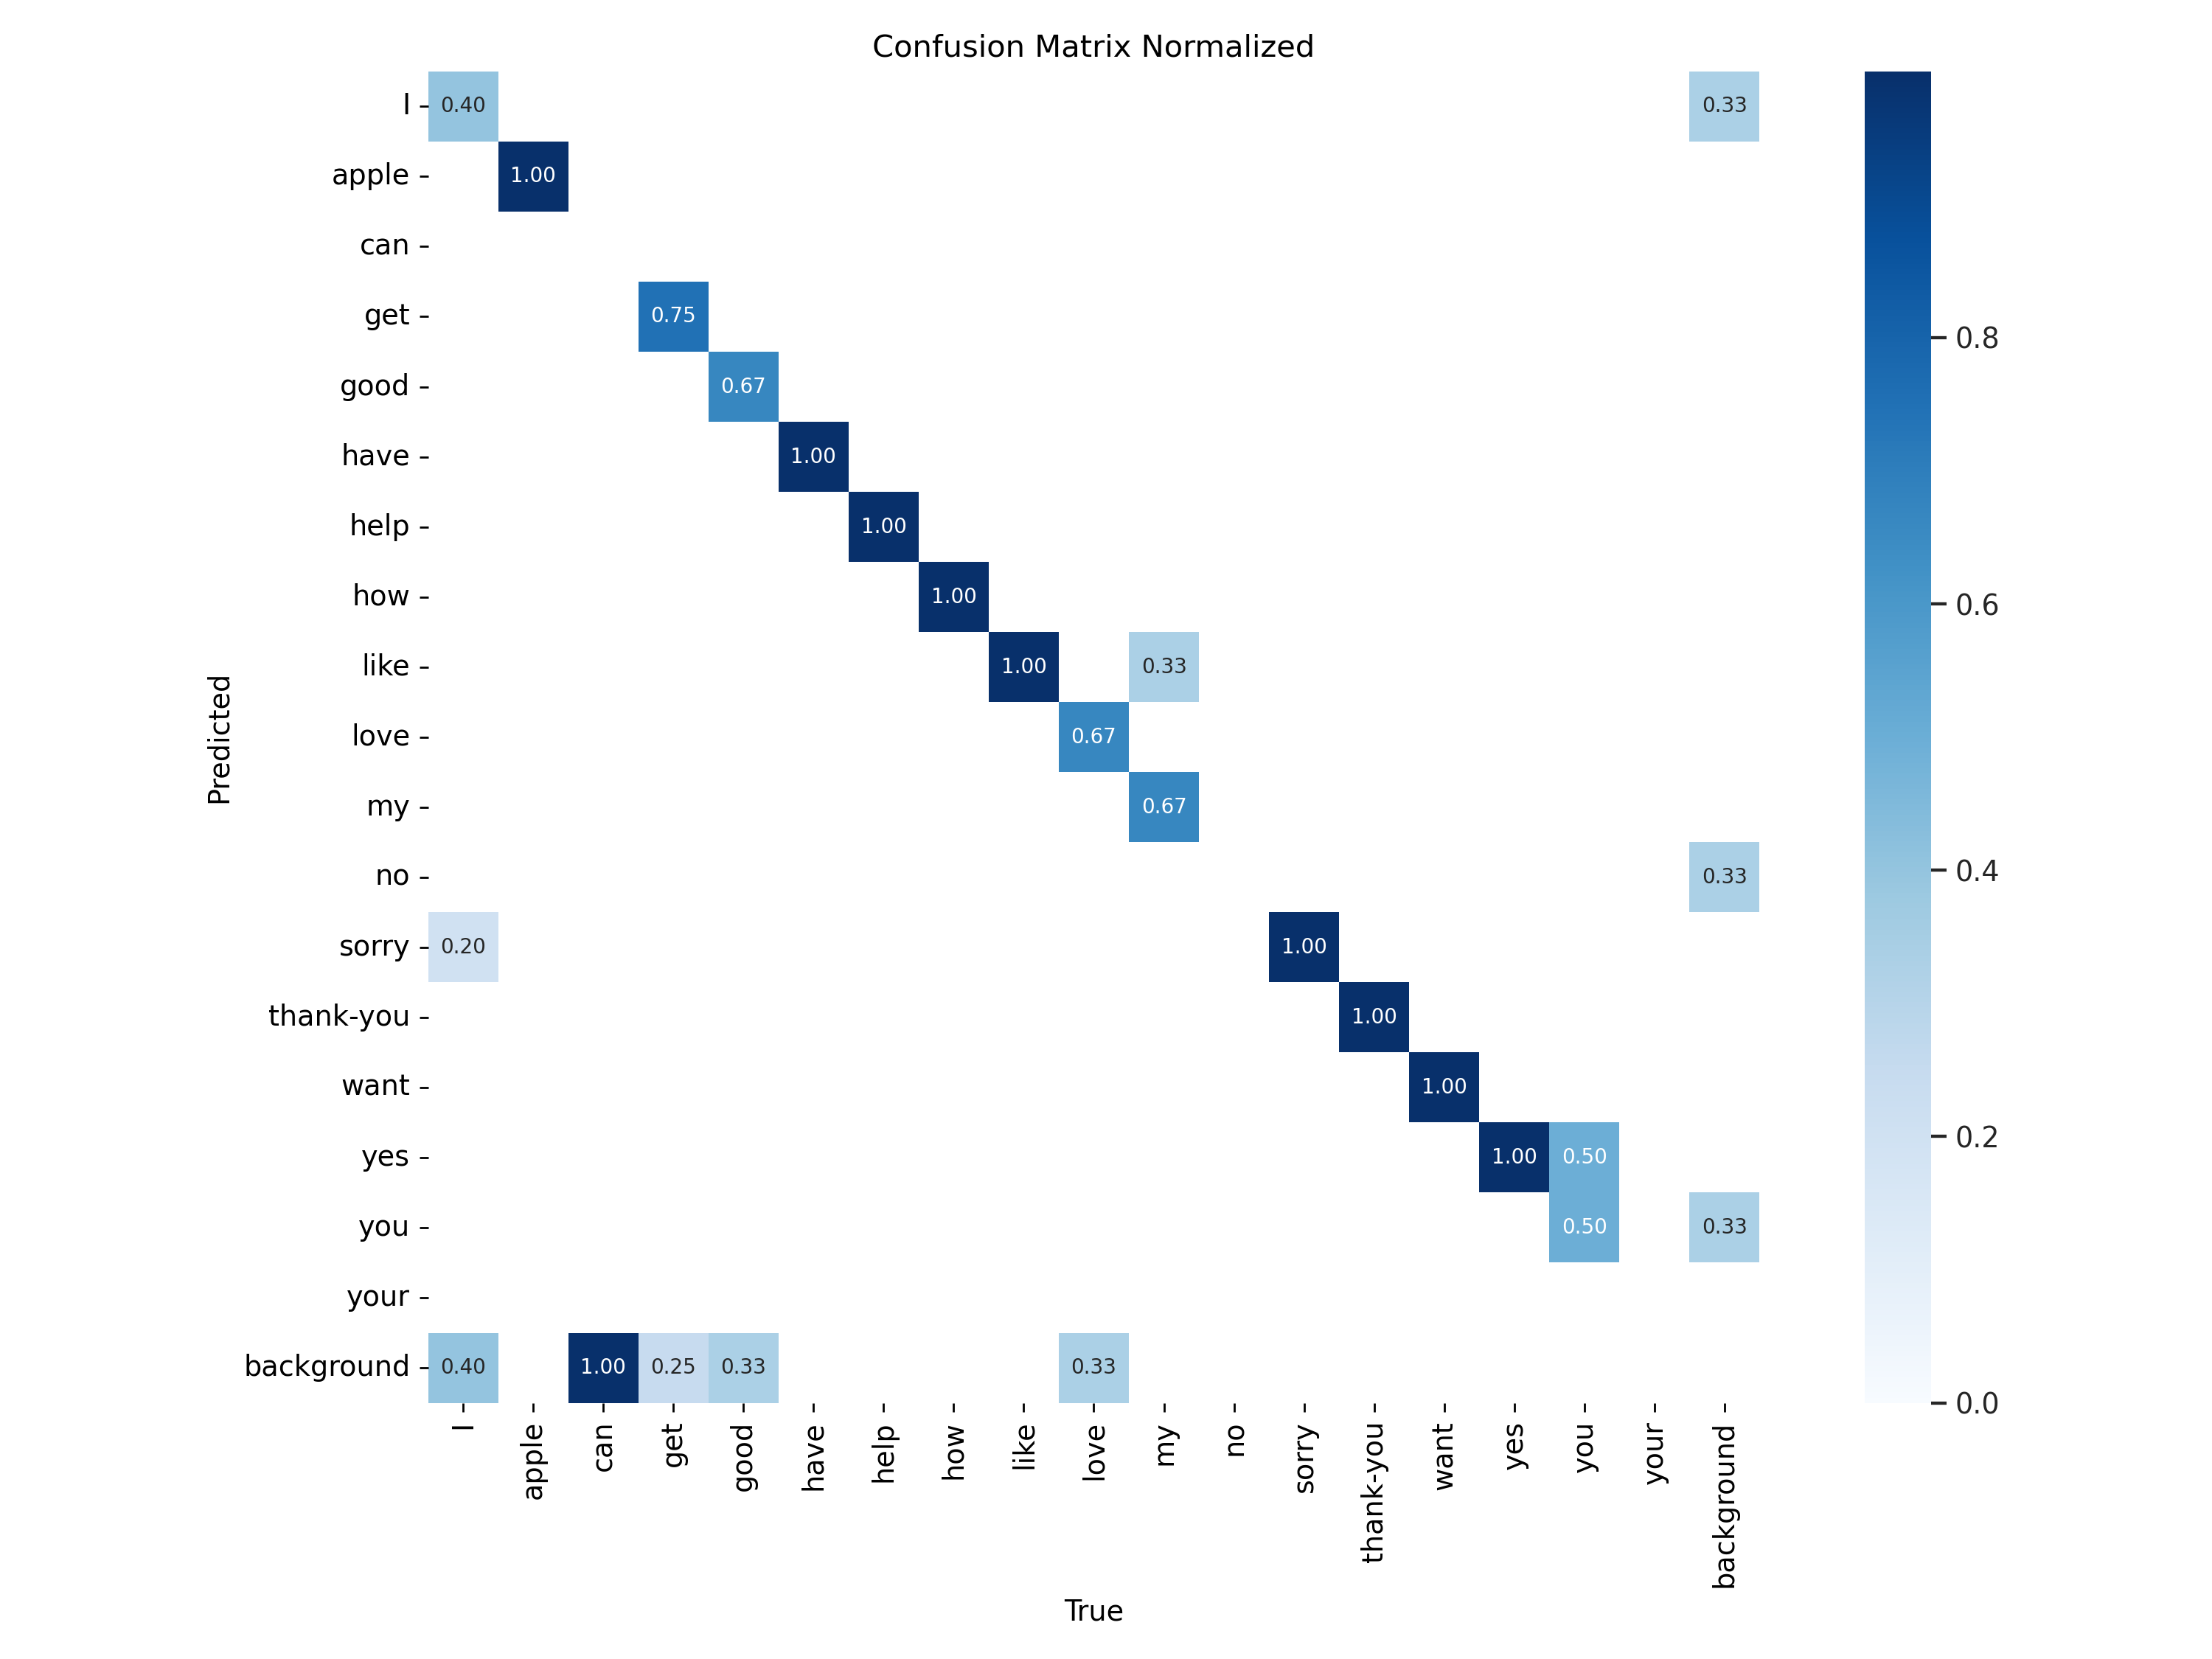 Confusion Matrix Normalized
I 0.40 0.33
apple 1.00
can
get 0.75
good 0.67
have 1.00
help 1.00
how 1.00
like 1.00 0.33
love 0.67
my 0.67
no 0.33
sorry 0.20 1.00
thank-you 1.00
want 1.00
yes 1.00 0.50
you 0.50 0.33
your
background 0.40 1.00 0.25 0.33 0.33
Predicted
I apple can get good have help how like love my no sorry thank-you want yes you your background
True
0.8
0.6
0.4
0.2
0.0